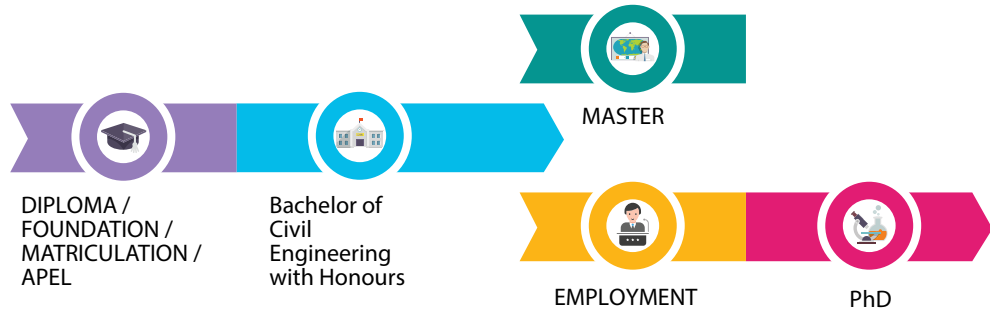 MASTER
DIPLOMA /
FOUNDATION /
MATRICULATION /
APEL
Bachelor of
Civil
Engineering
with Honours
EMPLOYMENT
PhD